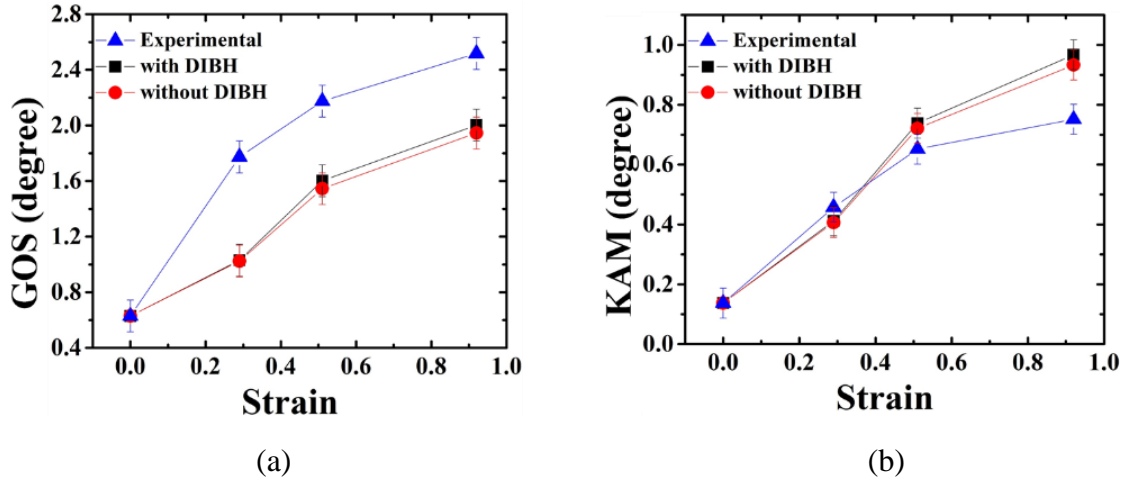 Experimental
with DIBH
without DIBH
2.8
2.4
2.0
1.6
1.2
0.8
0.4
GOS (degree)
0.0 0.2 0.4 0.6 0.8 1.0
Strain
(a)
Experimental
with DIBH
without DIBH
1.0
0.8
0.6
0.4
0.2
0.0
KAM (degree)
0.0 0.2 0.4 0.6 0.8 1.0
Strain
(b)